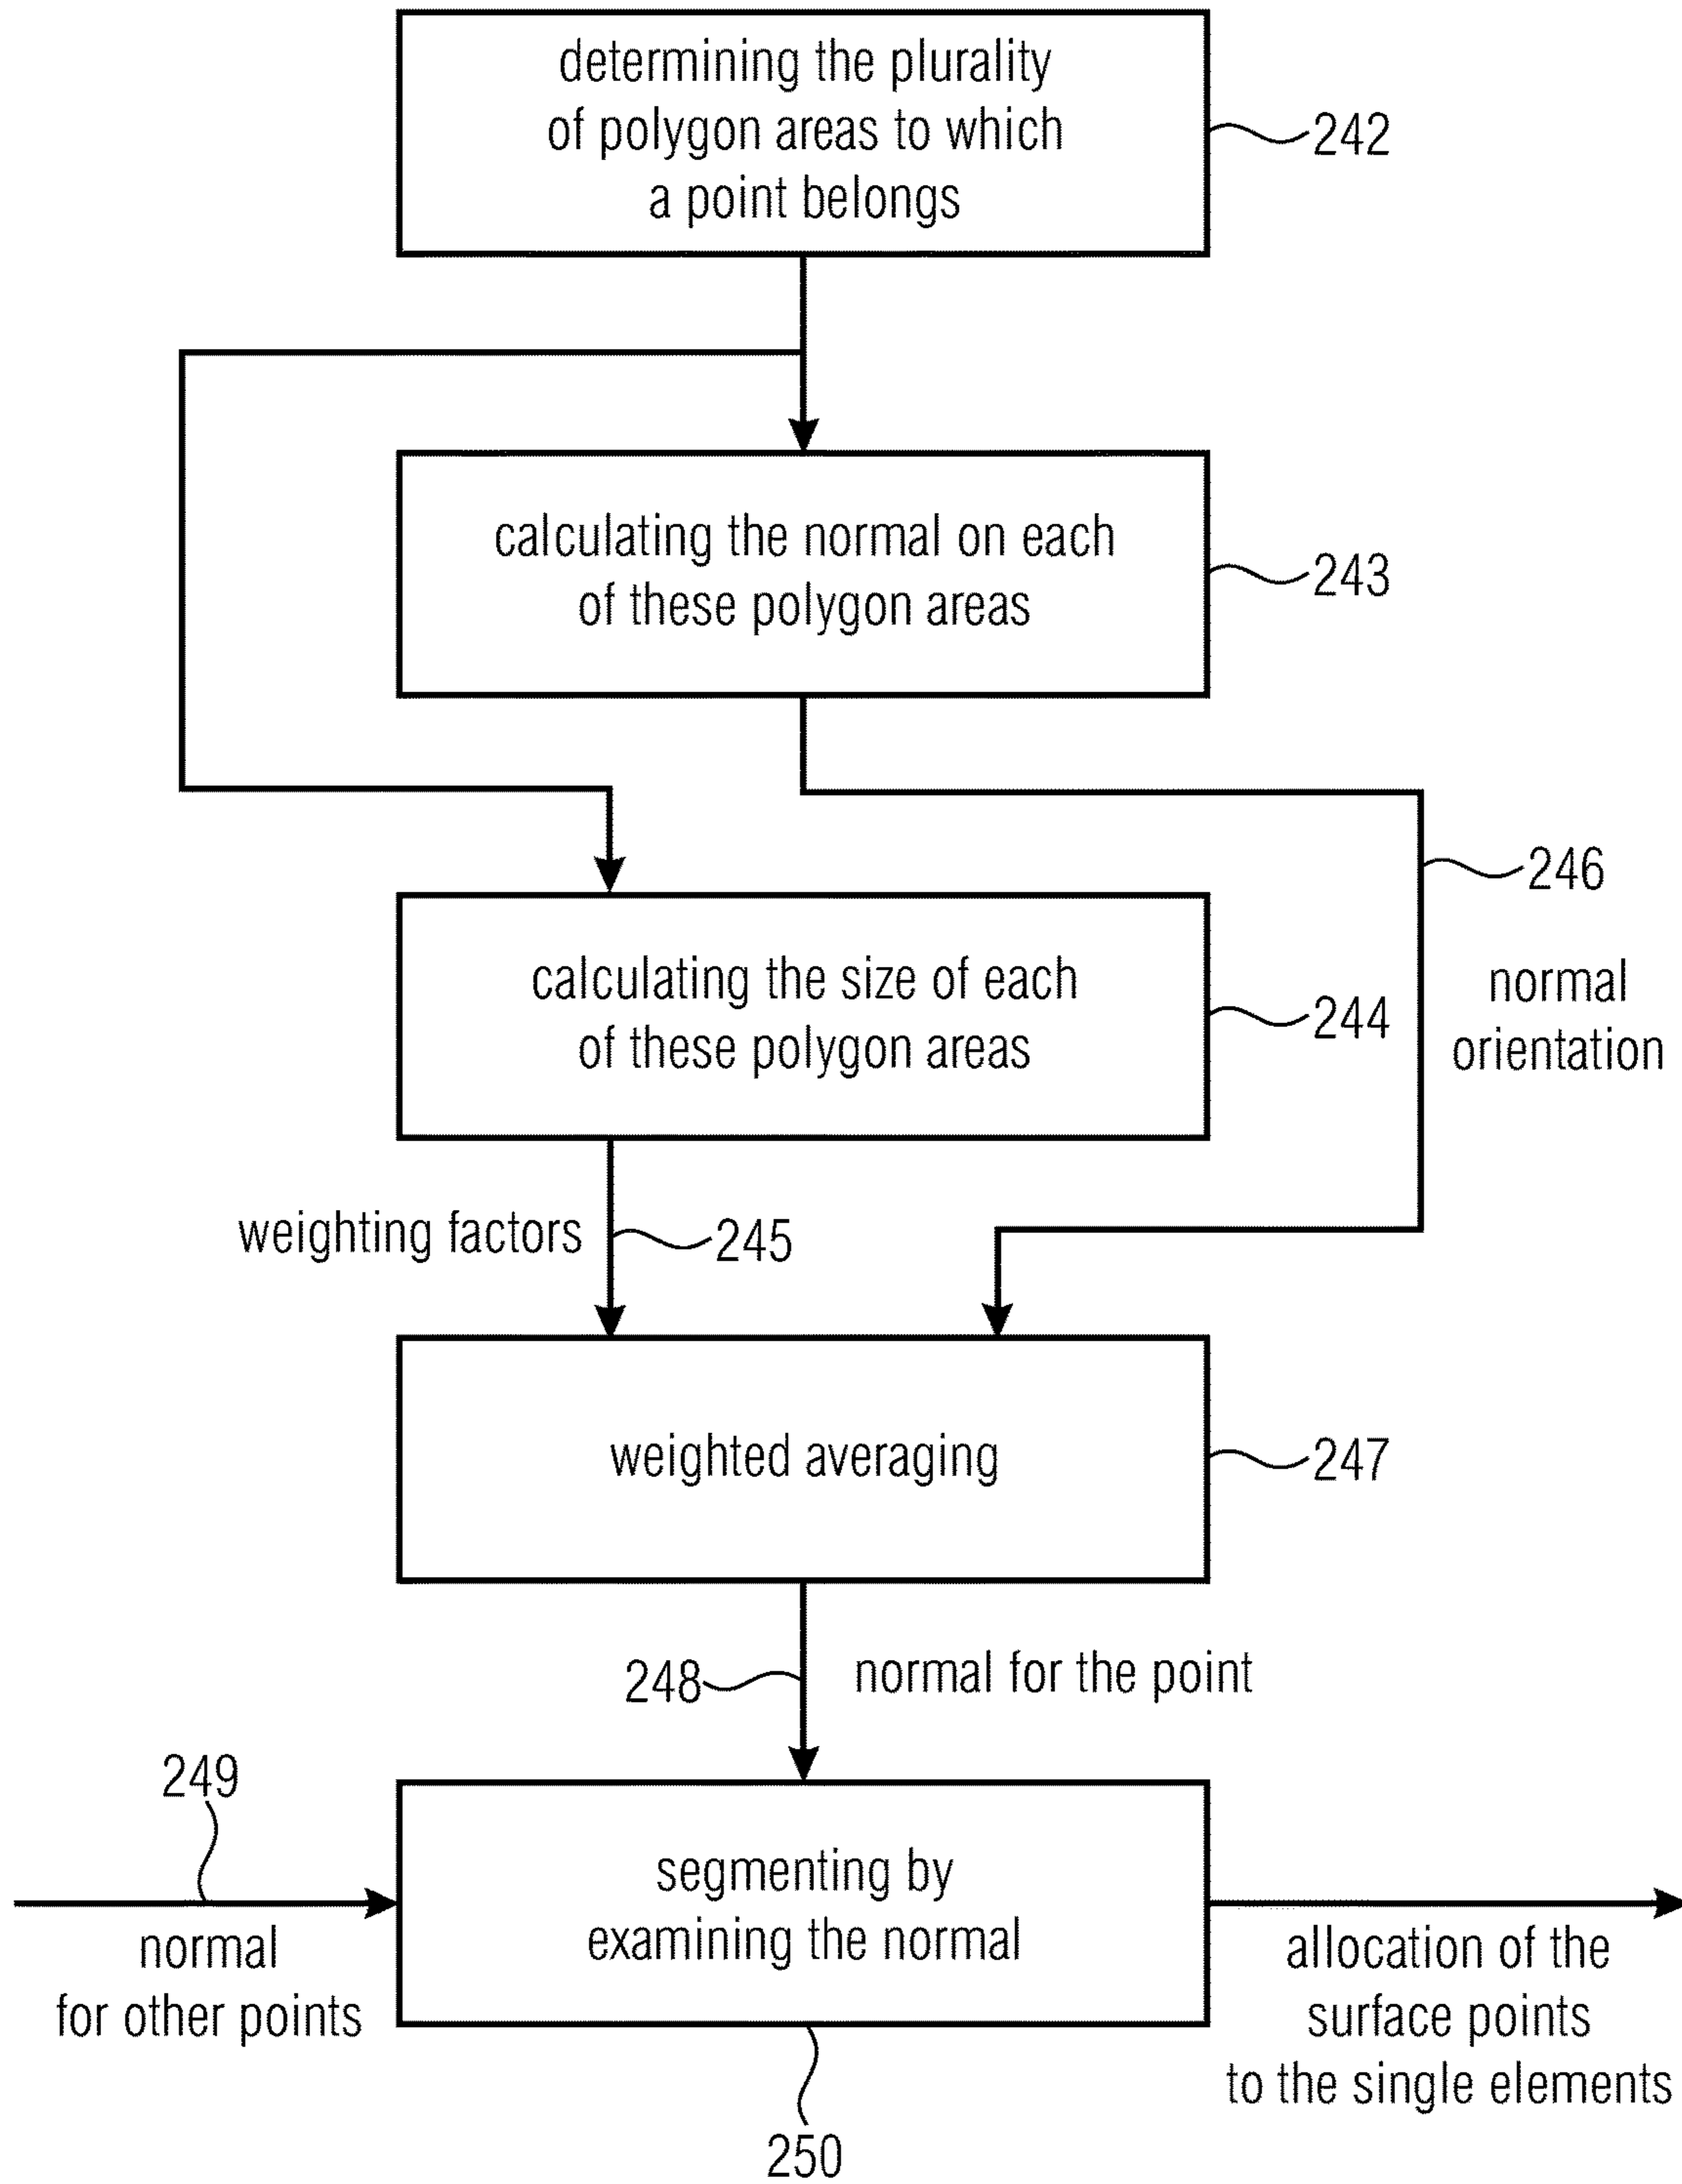 determining the plurality
of polygon areas to which
a point belongs
242
calculating the normal on each
of these polygon areas
243
246
normal
orientation
calculating the size of each
of these polygon areas
244
weighting factors
245
weighted averaging
247
248
normal for the point
249
normal
for other points
segmenting by
examining the normal
allocation of the
surface points
to the single elements
250